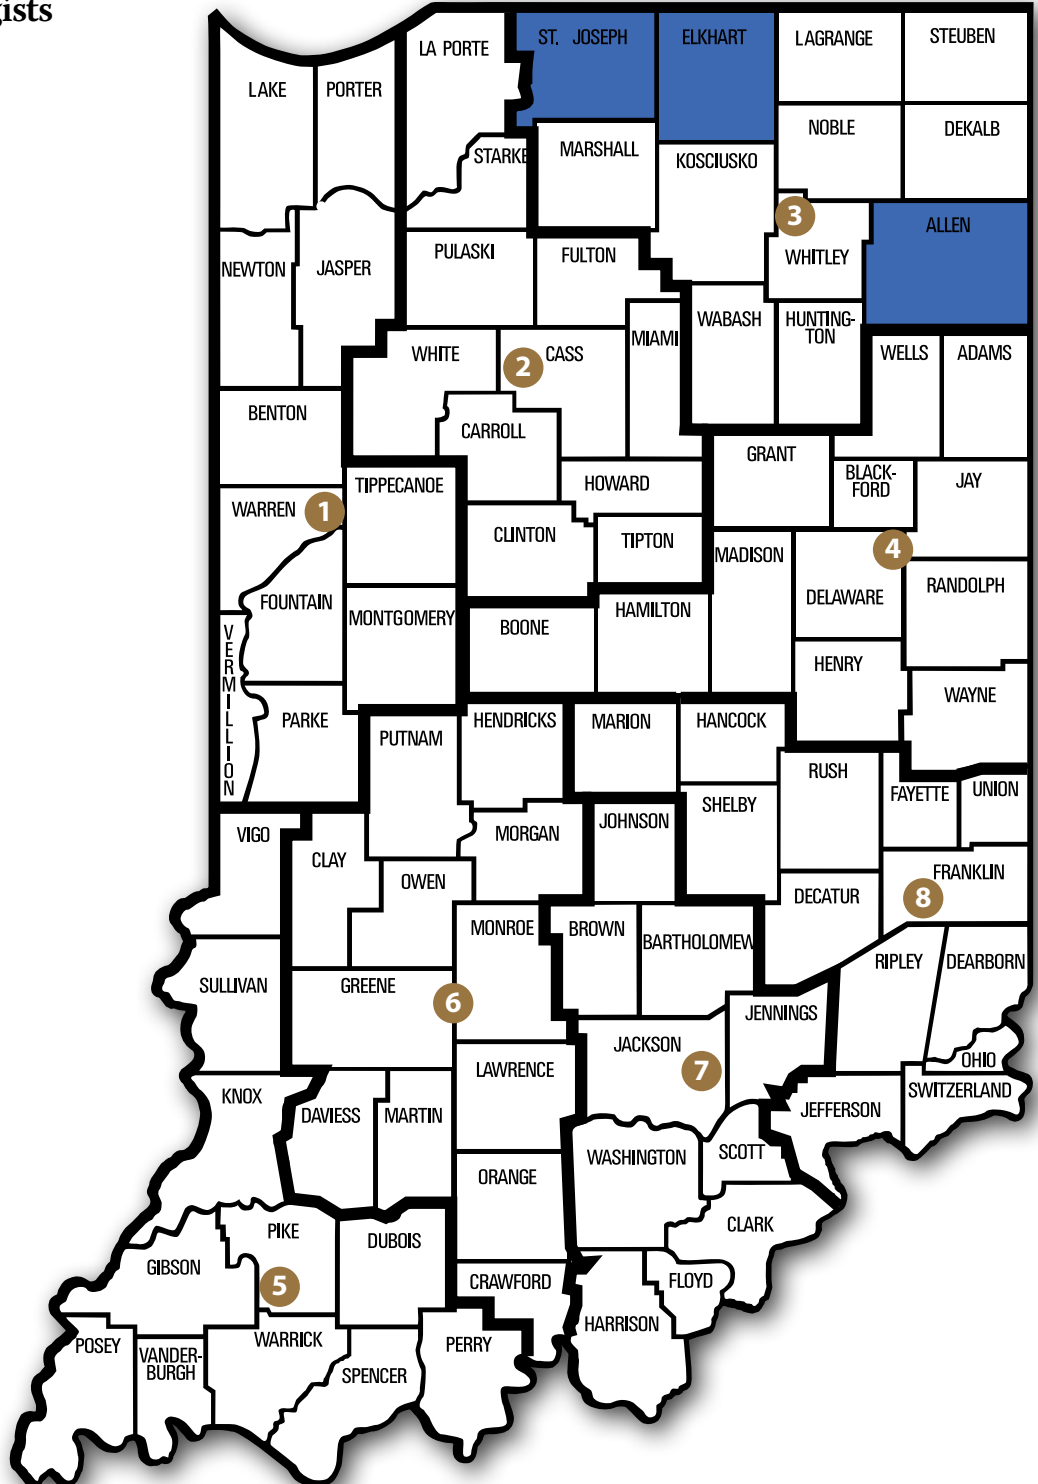 gists
ST. JOSEPH
ELKHART
LAGRANGE
STEUBEN
LA PORTE
LAKE
PORTER
NOBLE
DEKALB
STARKE
MARSHALL
KOSCIUSKO
3
ALLEN
PULASKI
FULTON
WHITLEY
NEWTON
JASPER
WABASH
HUNTING-
TON
MIAMI
WHITE
2
CASS
WELLS
ADAMS
BENTON
CARROLL
GRANT
TIPPECANOE
HOWARD
BLACK-
FORD
JAY
WARREN
1
CLINTON
TIPTON
MADISON
4
FOUNTAIN
MONTGOMERY
BOONE
HAMILTON
DELAWARE
RANDOLPH
VERMILLION
HENRY
WAYNE
PARKE
PUTNAM
HENDRICKS
MARION
HANCOCK
RUSH
FAYETTE
UNION
VIGO
CLAY
MORGAN
JOHNSON
SHELBY
OWEN
DECATUR
FRANKLIN
8
MONROE
BROWN
BARTHOLOMEW
RIPLEY
DEARBORN
SULLIVAN
GREENE
6
JENNINGS
JACKSON
7
OHIO
LAWRENCE
KNOX
DAVIESS
MARTIN
JEFFERSON
SWITZERLAND
WASHINGTON
SCOTT
ORANGE
PIKE
DUBOIS
CLARK
GIBSON
5
CRAWFORD
FLOYD
HARRISON
POSEY
VANDER-
BURGH
WARRICK
PERRY
SPENCER